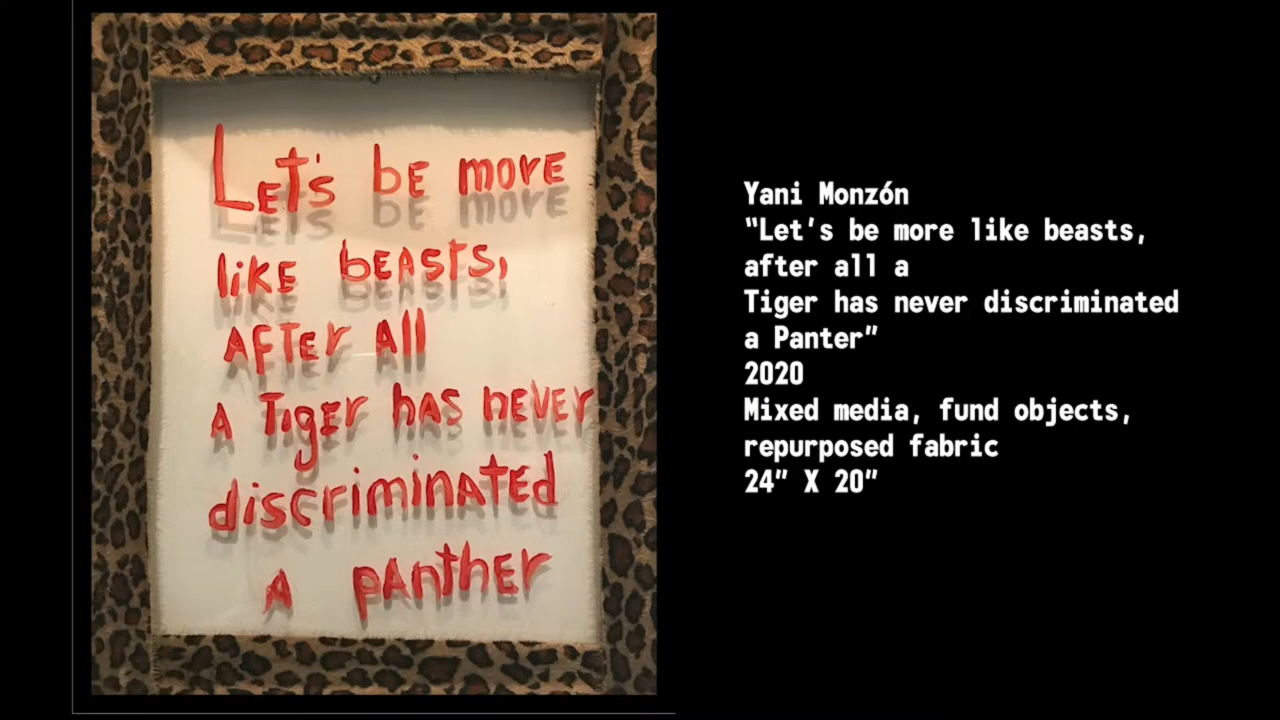 Let's be more
like beasts,
after all
a Tiger has never
discriminated
a panther
Yani Monzón
“Let’s be more like beasts,
after all a
Tiger has never discriminated
a Panter”
2020
Mixed media, fund objects,
repurposed fabric
24” X 20”